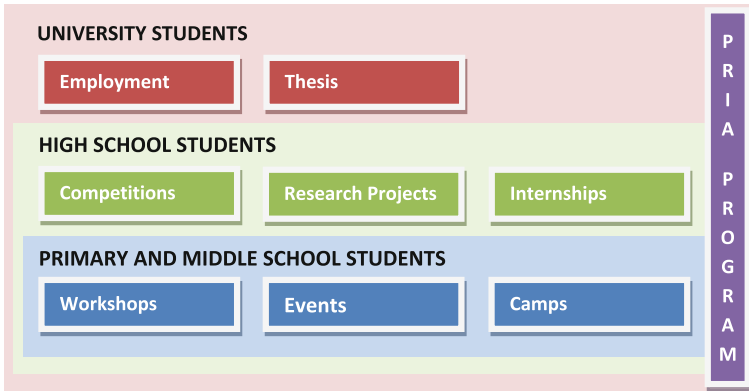 UNIVERSITY STUDENTS
Employment
Thesis
HIGH SCHOOL STUDENTS
Competitions
Research Projects
Internships
PRIMARY AND MIDDLE SCHOOL STUDENTS
Workshops
Events
Camps
PRIA PROGRAM